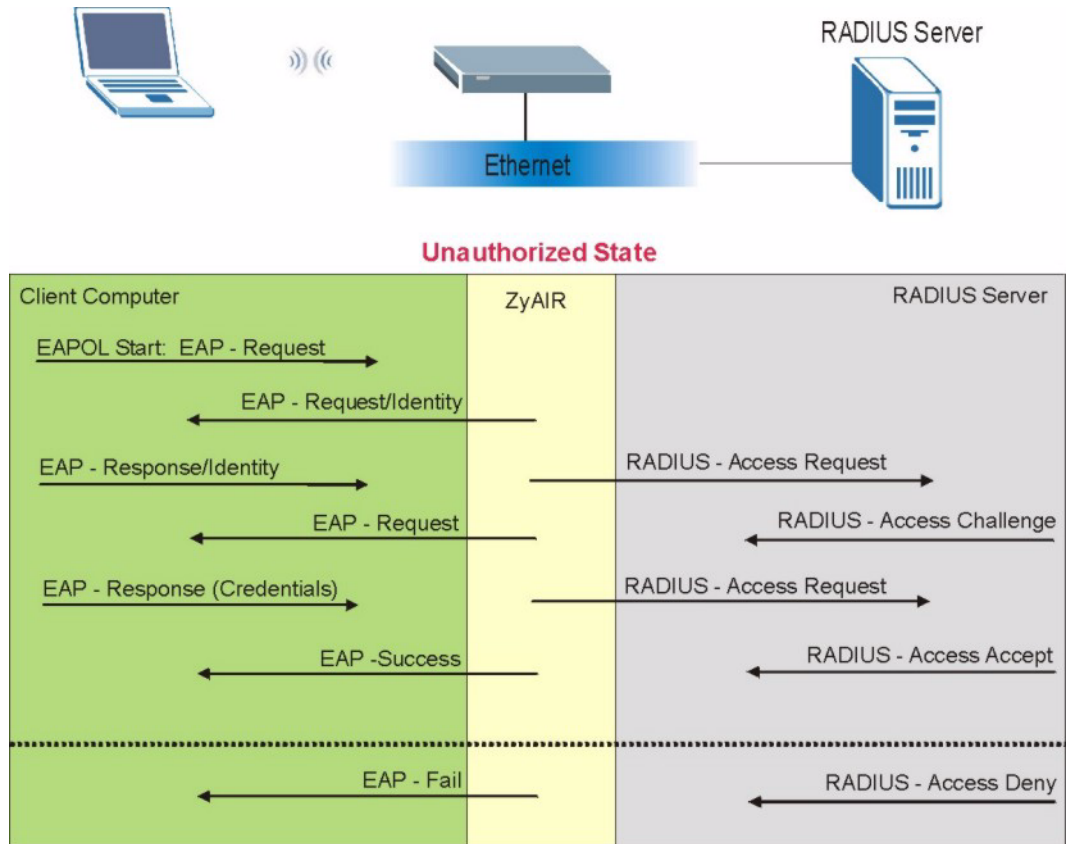 RADIUS Server
Ethernet
Unauthorized State
Client Computer
ZyAIR
RADIUS Server
EAPOL Start: EAP - Request
EAP - Request/Identity
EAP - Response/Identity
RADIUS - Access Request
EAP - Request
RADIUS - Access Challenge
EAP - Response (Credentials)
RADIUS - Access Request
EAP -Success
RADIUS - Access Accept
EAP - Fail
RADIUS - Access Deny